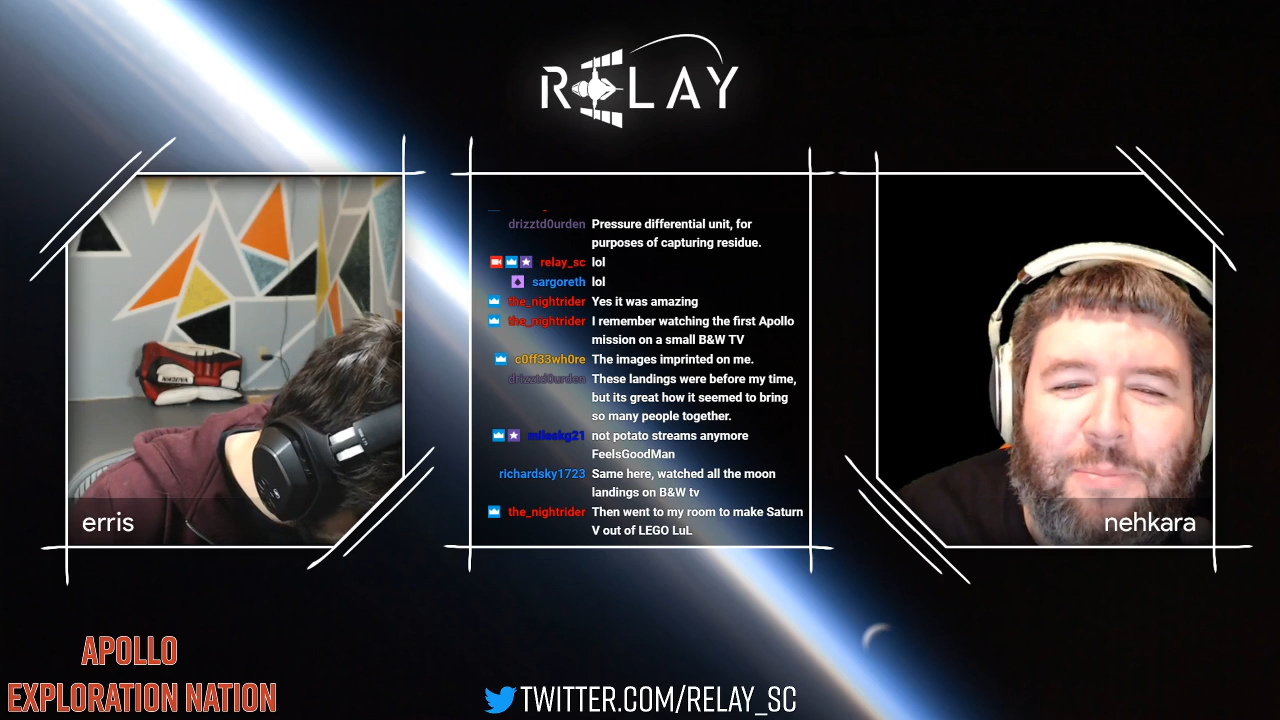 RELAY
drizztd0urden Pressure differential unit, for
purposes of capturing residue.
relay_sc lol
sargoreth lol
the_nightrider Yes it was amazing
the_nightrider I remember watching the first Apollo
mission on a small B&W TV
c0ff33wh0re The images imprinted on me.
drizztd0urden These landings were before my time,
but its great how it seemed to bring
so many people together.
not potato streams anymore
FeelsGoodMan
richardsky1723 Same here, watched all the moon
landings on B&W tv
the_nightrider Then went to my room to make Saturn
V out of LEGO LuL
erris
nehkara
APOLLO
EXPLORATION NATION
TWITTER.COM/RELAY_SC